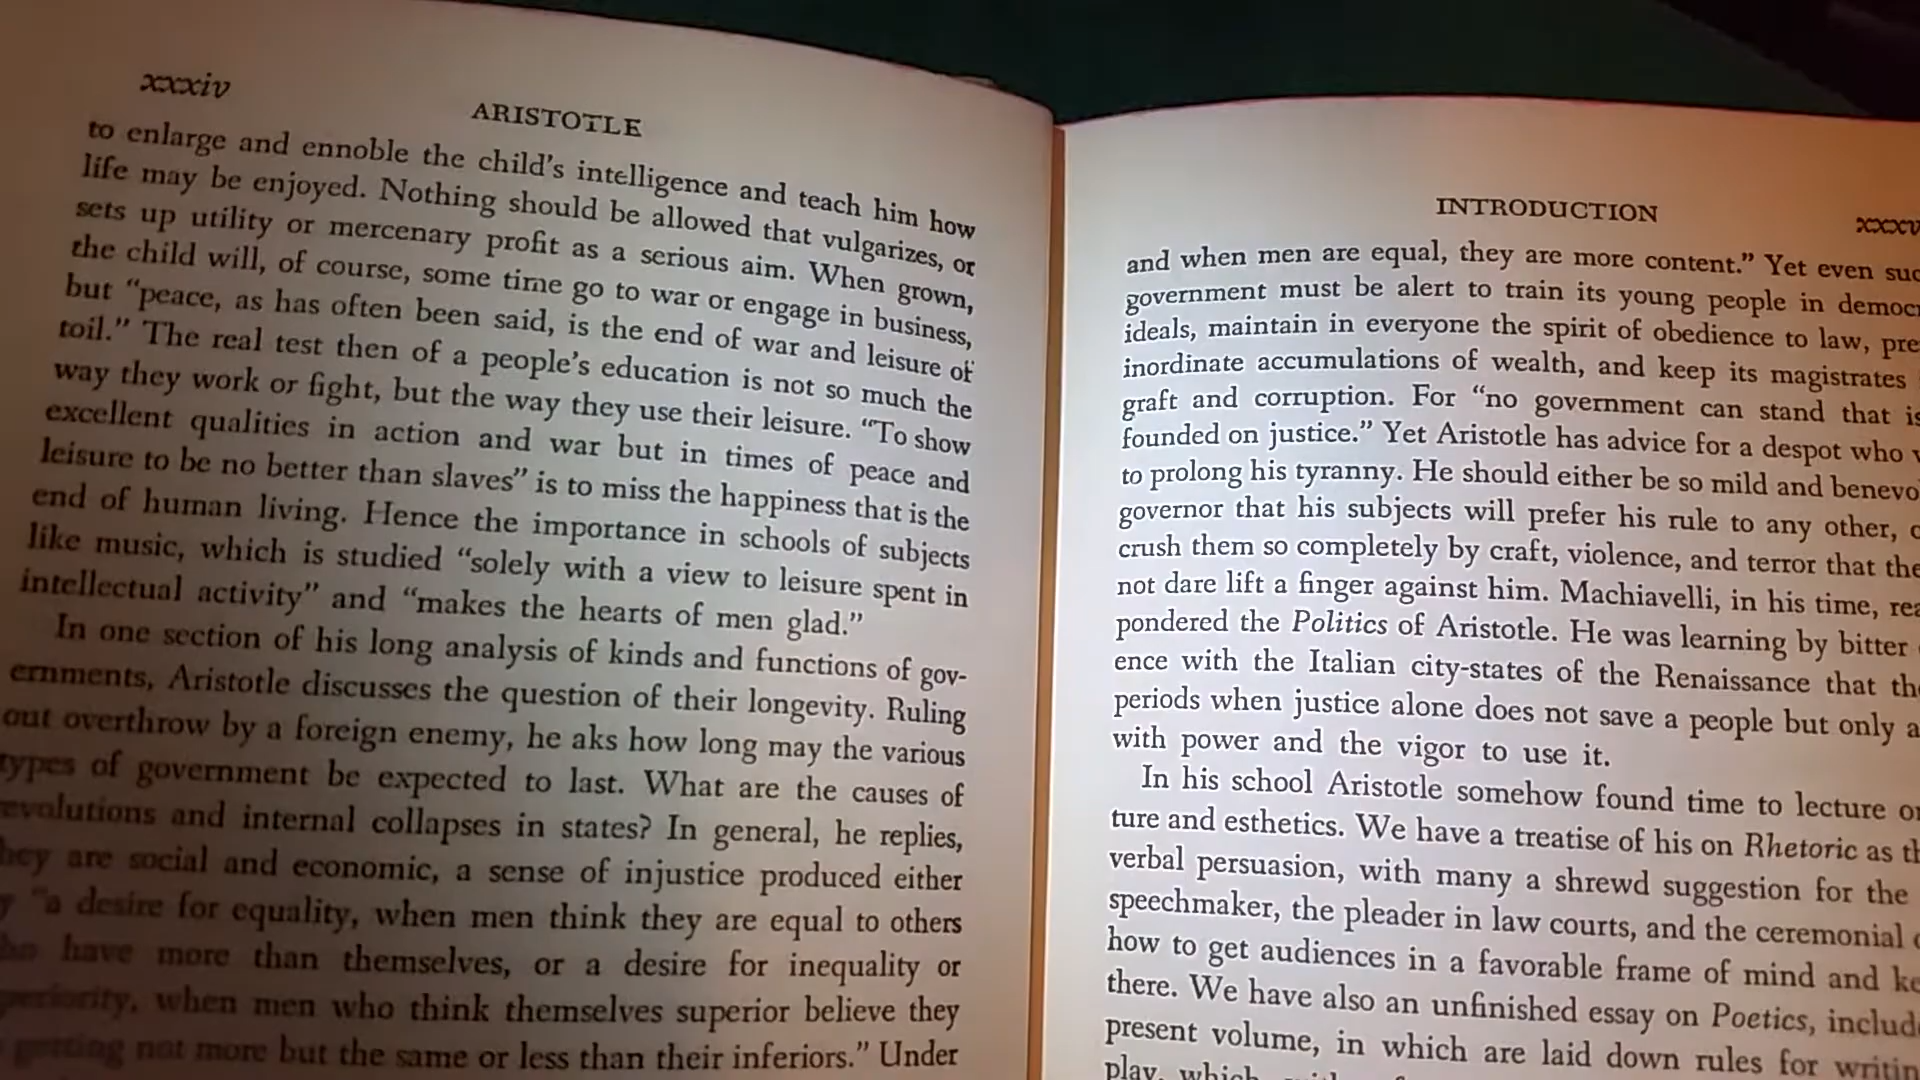 xxxiv
ARISTOTLE
to enlarge and ennoble the child's intelligence and teach him how
life may be enjoyed. Nothing should be allowed that vulgarizes, or
sets up utility or mercenary profit as a serious aim. When grown,
the child will, of course, some time go to war or engage in business,
but “peace, as has often been said, is the end of war and leisure of
toil.” The real test then of a people's education is not so much the
way they work or fight, but the way they use their leisure. “To show
excellent qualities in action and war but in times of peace and
leisure to be no better than slaves” is to miss the happiness that is the
end of human living. Hence the importance in schools of subjects
like music, which is studied “solely with a view to leisure spent in
intellectual activity” and “makes the hearts of men glad.”
In one section of his long analysis of kinds and functions of gov-
ernments, Aristotle discusses the question of their longevity. Ruling
out overthrow by a foreign enemy, he aks how long may the various
types of government be expected to last. What are the causes of
evolutions and internal collapses in states? In general, he replies,
hey are social and economic, a sense of injustice produced either
y “a desire for equality, when men think they are equal to others
ho have more than themselves, or a desire for inequality or
periority, when men who think themselves superior believe they
getting not more but the same or less than their inferiors.” Under
INTRODUCTION
xxxv
and when men are equal, they are more content.” Yet even suc
government must be alert to train its young people in democr
ideals, maintain in everyone the spirit of obedience to law, pre
inordinate accumulations of wealth, and keep its magistrates
graft and corruption. For “no government can stand that is
founded on justice.” Yet Aristotle has advice for a despot who
to prolong his tyranny. He should either be so mild and benevo
governor that his subjects will prefer his rule to any other, o
crush them so completely by craft, violence, and terror that the
not dare lift a finger against him. Machiavelli, in his time, rea
pondered the Politics of Aristotle. He was learning by bitter
ence with the Italian city-states of the Renaissance that the
periods when justice alone does not save a people but only a
with power and the vigor to use it.
In his school Aristotle somehow found time to lecture on
ture and esthetics. We have a treatise of his on Rhetoric as th
verbal persuasion, with many a shrewd suggestion for the
speechmaker, the pleader in law courts, and the ceremonial o
how to get audiences in a favorable frame of mind and ke
there. We have also an unfinished essay on Poetics, include
present volume, in which are laid down rules for writin
play, which